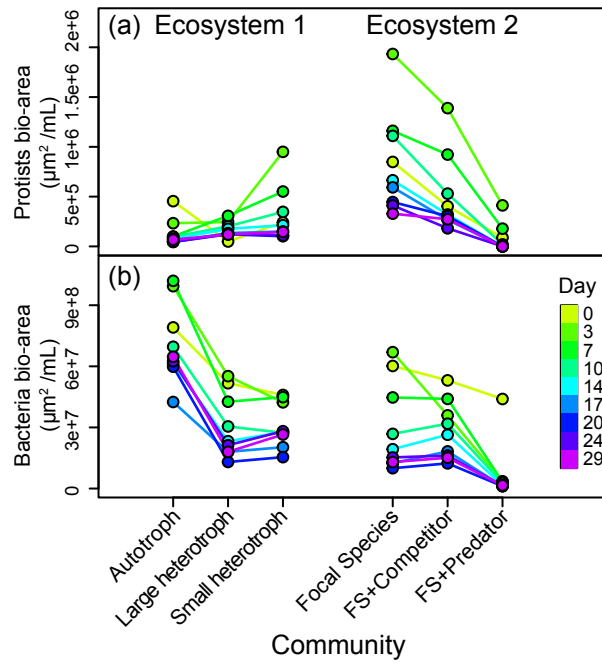 (a) Ecosystem 1 Ecosystem 2
Protists bio-area
(µm² /mL)
2e+6
1.5e+6
1e+6
5e+5
0
(b)
Bacteria bio-area
(µm² /mL)
9e+8
6e+7
3e+7
0
Day
0
3
7
10
14
17
20
24
29
Autotroph
Large heterotroph
Small heterotroph
Focal Species
FS+Competitor
FS+Predator
Community